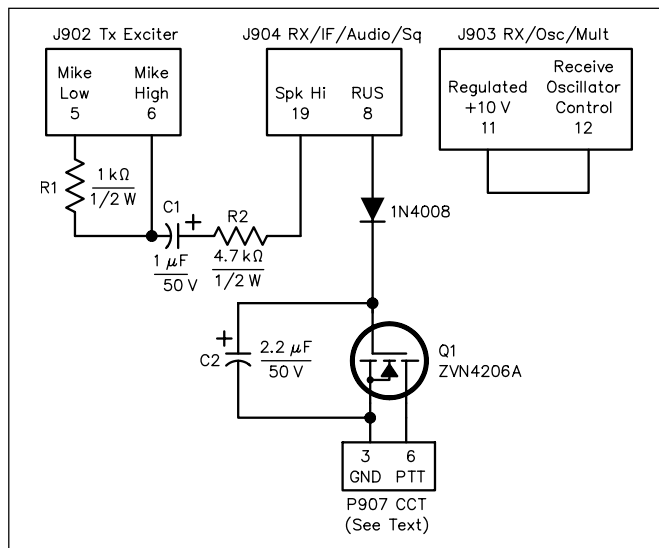 J902 Tx Exciter
Mike Low 5
Mike High 6
J904 RX/IF/Audio/Sq
Spk Hi 19
RUS 8
J903 RX/Osc/Mult
Regulated +10 V 11
Receive Oscillator Control 12
R1
1 kΩ
1/2 W
C1
+
1 μF
50 V
R2
4.7 kΩ
1/2 W
1N4008
+
C2
2.2 μF
50 V
Q1
ZVN4206A
3 6
GND PTT
P907 CCT
(See Text)